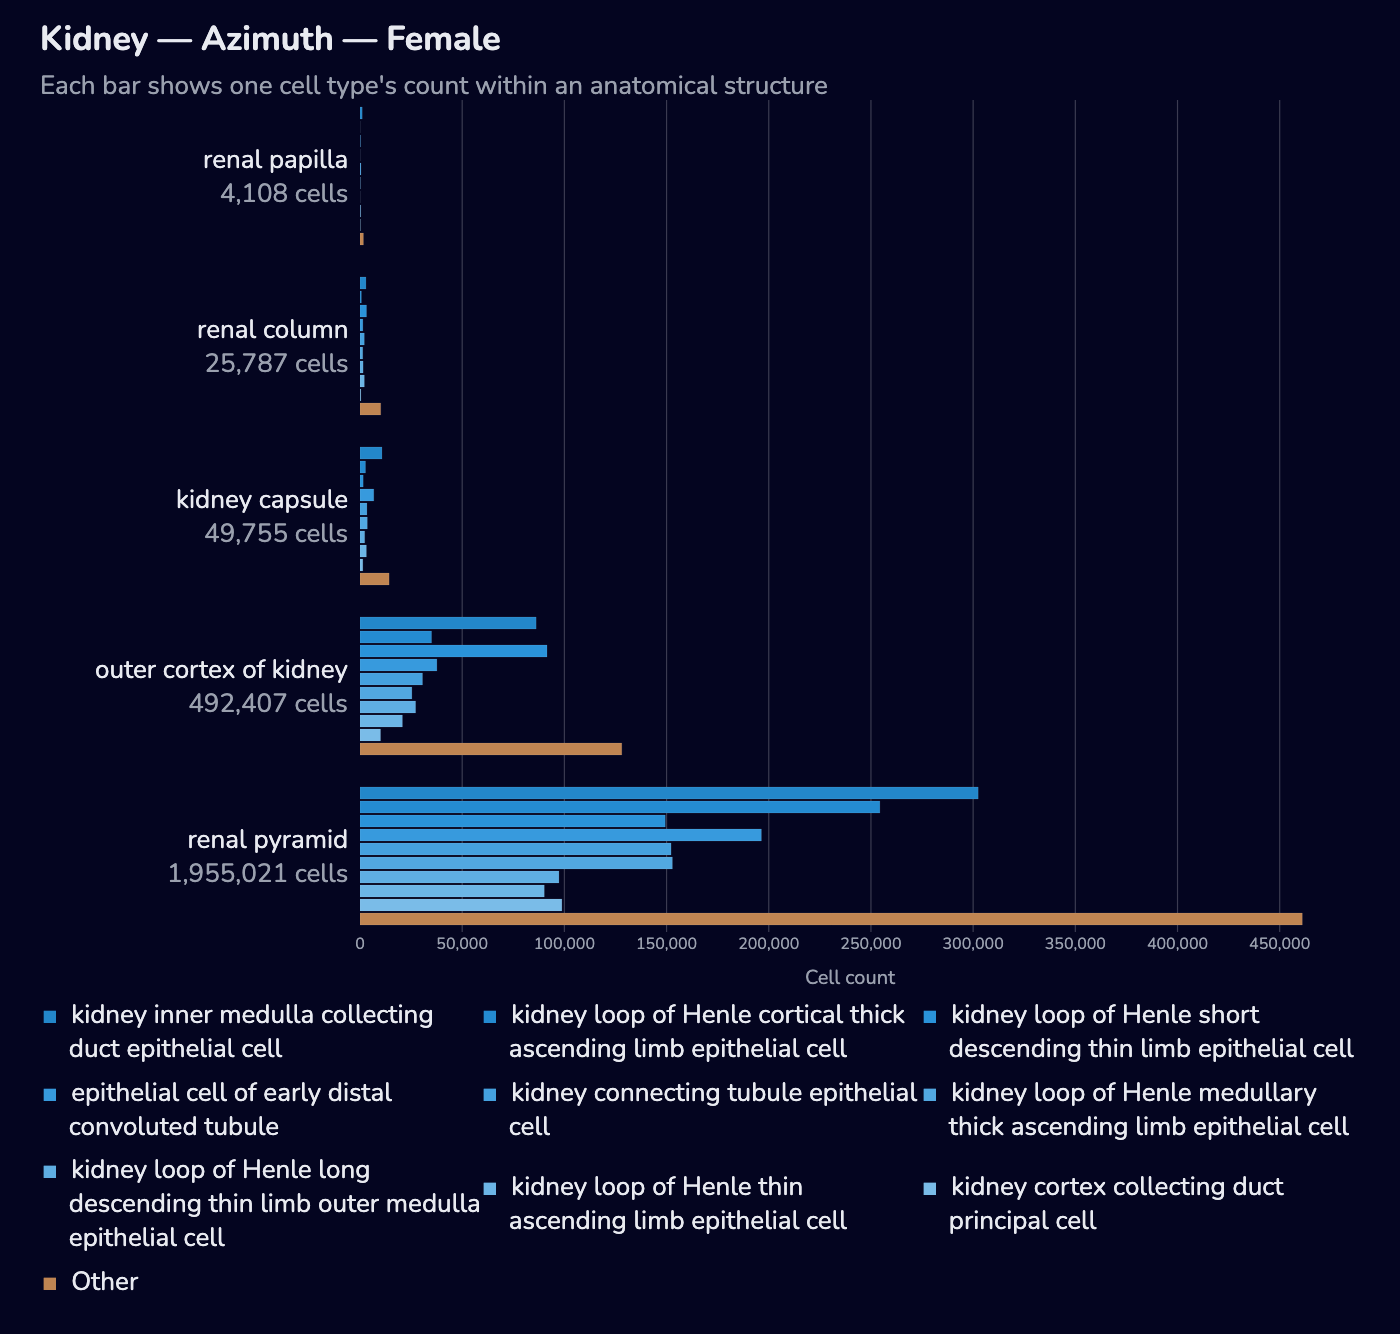 Kidney — Azimuth — Female
Each bar shows one cell type's count within an anatomical structure
renal papilla
4,108 cells
renal column
25,787 cells
kidney capsule
49,755 cells
outer cortex of kidney
492,407 cells
renal pyramid
1,955,021 cells
0 50,000 100,000 150,000 200,000 250,000 300,000 350,000 400,000 450,000
Cell count
kidney inner medulla collecting
duct epithelial cell
kidney loop of Henle cortical thick
ascending limb epithelial cell
kidney loop of Henle short
descending thin limb epithelial cell
epithelial cell of early distal
convoluted tubule
kidney connecting tubule epithelial
cell
kidney loop of Henle medullary
thick ascending limb epithelial cell
kidney loop of Henle long
descending thin limb outer medulla
epithelial cell
kidney loop of Henle thin
ascending limb epithelial cell
kidney cortex collecting duct
principal cell
Other